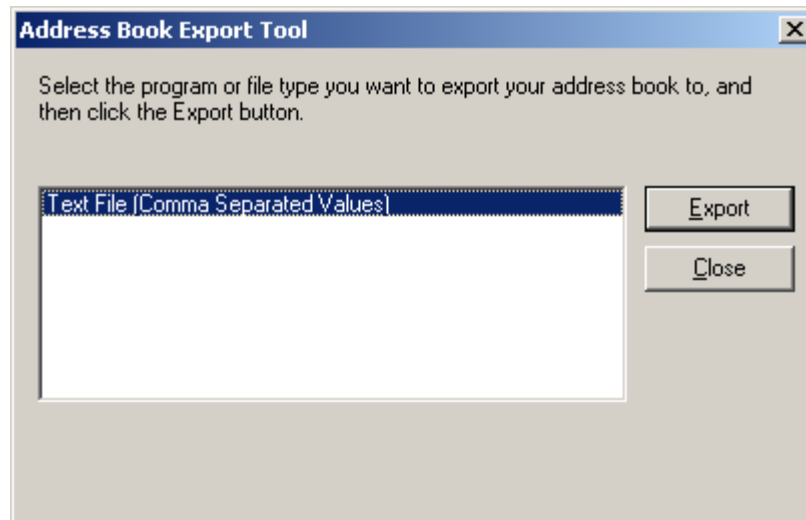 Address Book Export Tool
Select the program or file type you want to export your address book to, and
then click the Export button.
Text File (Comma Separated Values)
Export
Close